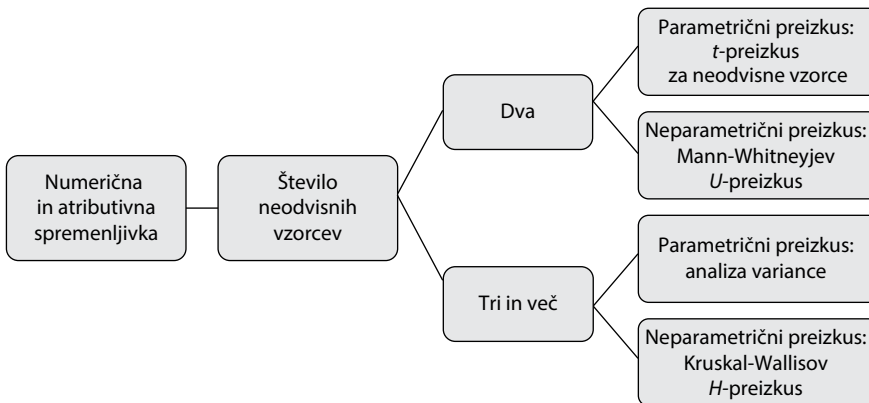 Numerična
in atributivna
spremenljivka
Število
neodvisnih
vzorcev
Dva
Parametrični preizkus:
t-preizkus
za neodvisne vzorce
Neparametrični preizkus:
Mann-Whitneyjev
U-preizkus
Tri in več
Parametrični preizkus:
analiza variance
Neparametrični preizkus:
Kruskal-Wallisov
H-preizkus